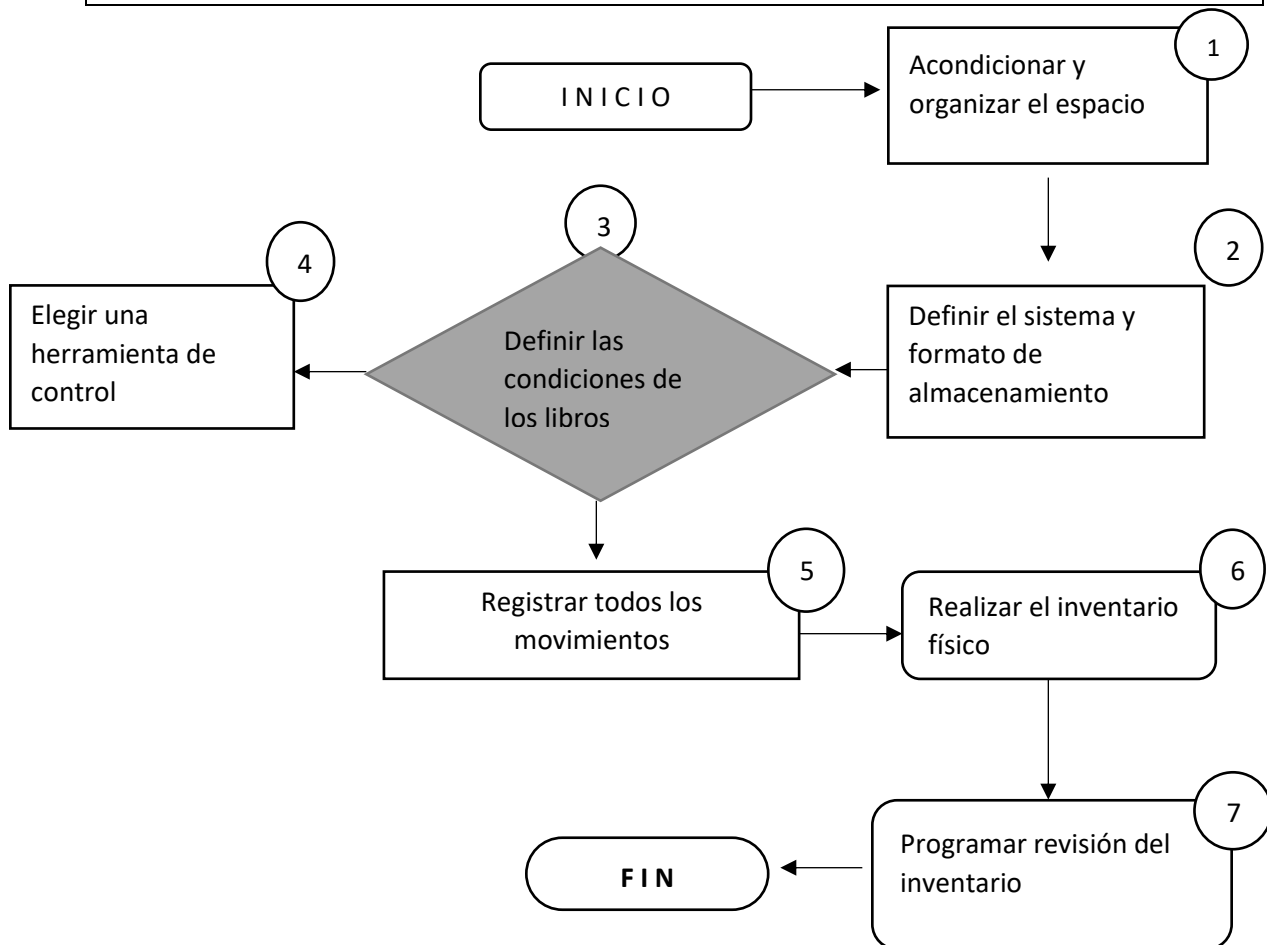 I N I C I O
1
Acondicionar y
organizar el espacio
2
Definir el sistema y
formato de
almacenamiento
3
Definir las
condiciones de
los libros
4
Elegir una
herramienta de
control
5
Registrar todos los
movimientos
6
Realizar el inventario
físico
7
Programar revisión del
inventario
F I N